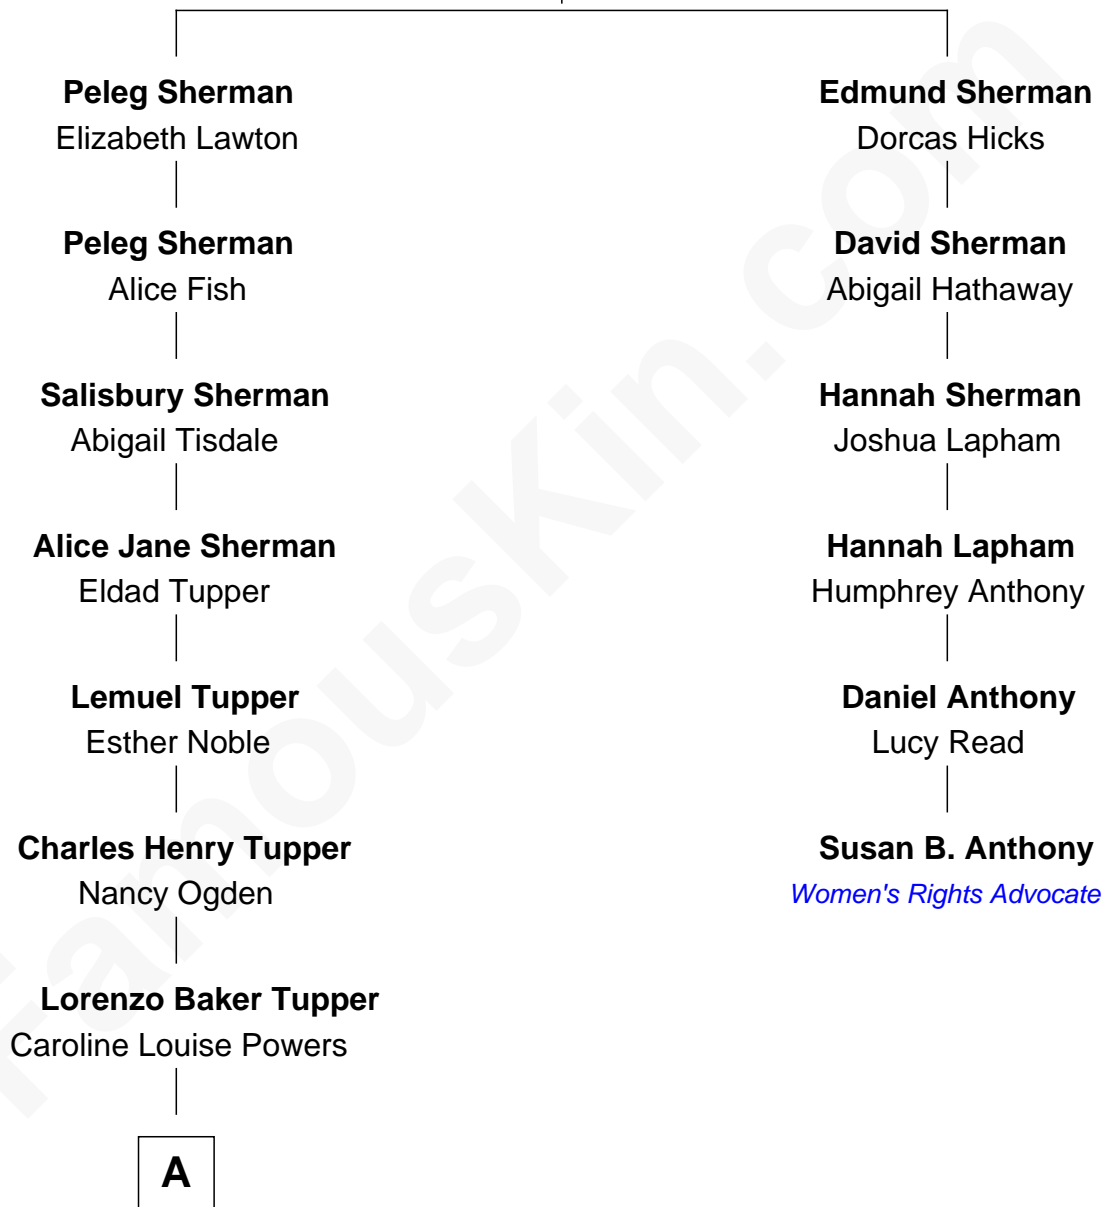 Peleg Sherman
Elizabeth Lawton
Peleg Sherman
Alice Fish
Salisbury Sherman
Abigail Tisdale
Alice Jane Sherman
Eldad Tupper
Lemuel Tupper
Esther Noble
Charles Henry Tupper
Nancy Ogden
Lorenzo Baker Tupper
Caroline Louise Powers
A
Edmund Sherman
Dorcas Hicks
David Sherman
Abigail Hathaway
Hannah Sherman
Joshua Lapham
Hannah Lapham
Humphrey Anthony
Daniel Anthony
Lucy Read
Susan B. Anthony
Women's Rights Advocate
FamousKin.com